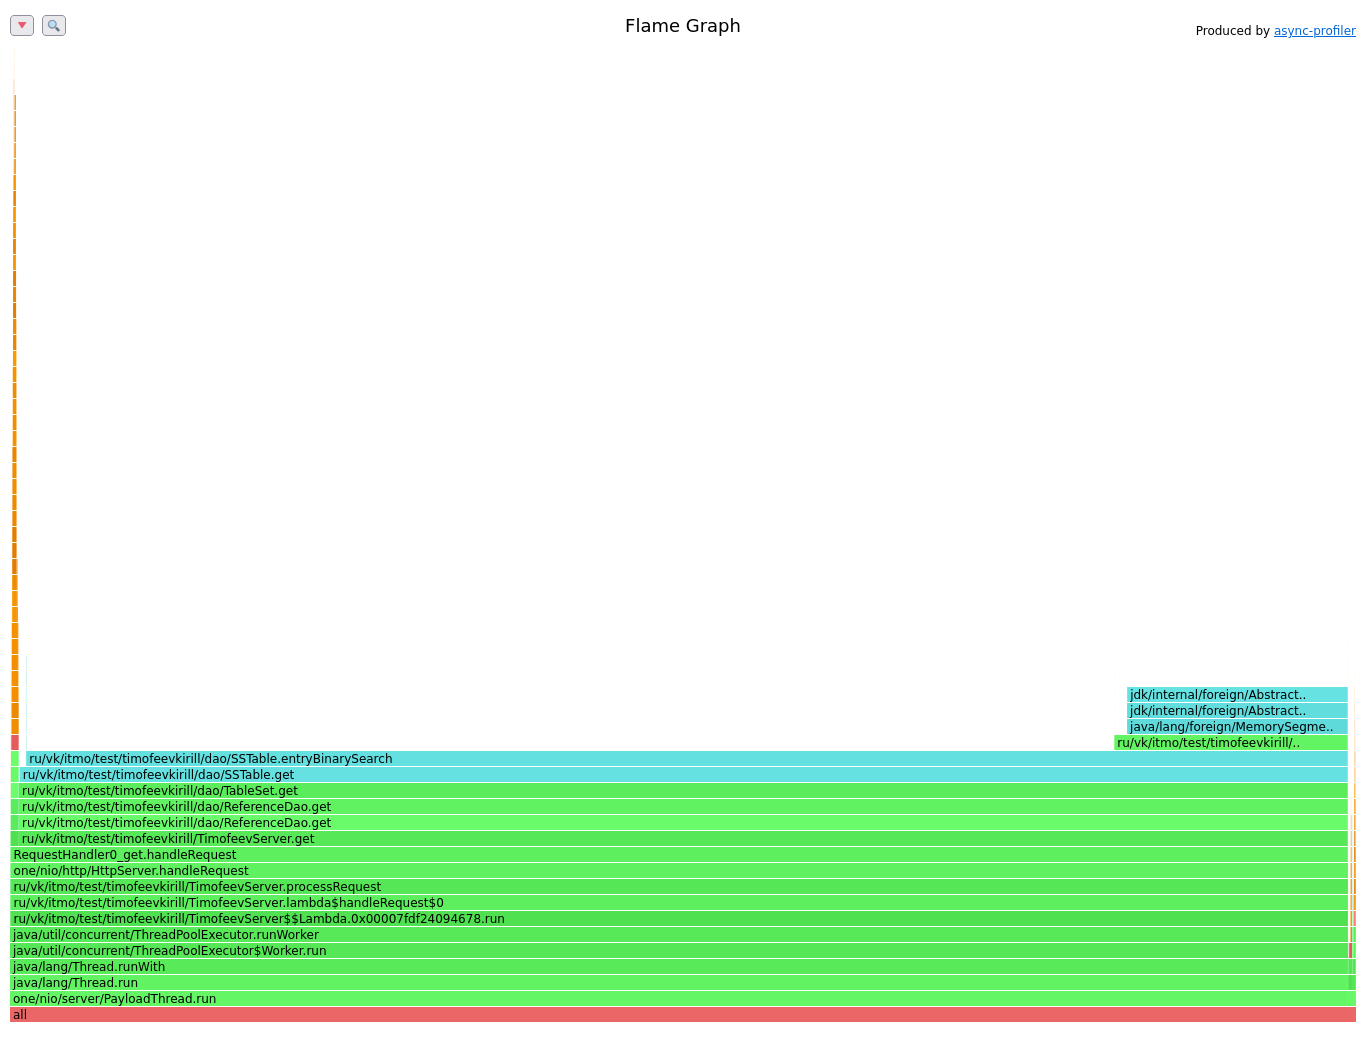 Flame Graph
Produced by async-profiler
jdk/internal/foreign/Abstract..
jdk/internal/foreign/Abstract..
java/lang/foreign/MemorySegme..
ru/vk/itmo/test/timofeevkirill/..
ru/vk/itmo/test/timofeevkirill/dao/SSTable.entryBinarySearch
ru/vk/itmo/test/timofeevkirill/dao/SSTable.get
ru/vk/itmo/test/timofeevkirill/dao/TableSet.get
ru/vk/itmo/test/timofeevkirill/dao/ReferenceDao.get
ru/vk/itmo/test/timofeevkirill/dao/ReferenceDao.get
ru/vk/itmo/test/timofeevkirill/TimofeevServer.get
RequestHandler0_get.handleRequest
one/nio/http/HttpServer.handleRequest
ru/vk/itmo/test/timofeevkirill/TimofeevServer.processRequest
ru/vk/itmo/test/timofeevkirill/TimofeevServer.lambda$handleRequest$0
ru/vk/itmo/test/timofeevkirill/TimofeevServer$$Lambda.0x00007fdf24094678.run
java/util/concurrent/ThreadPoolExecutor.runWorker
java/util/concurrent/ThreadPoolExecutor$Worker.run
java/lang/Thread.runWith
java/lang/Thread.run
one/nio/server/PayloadThread.run
all